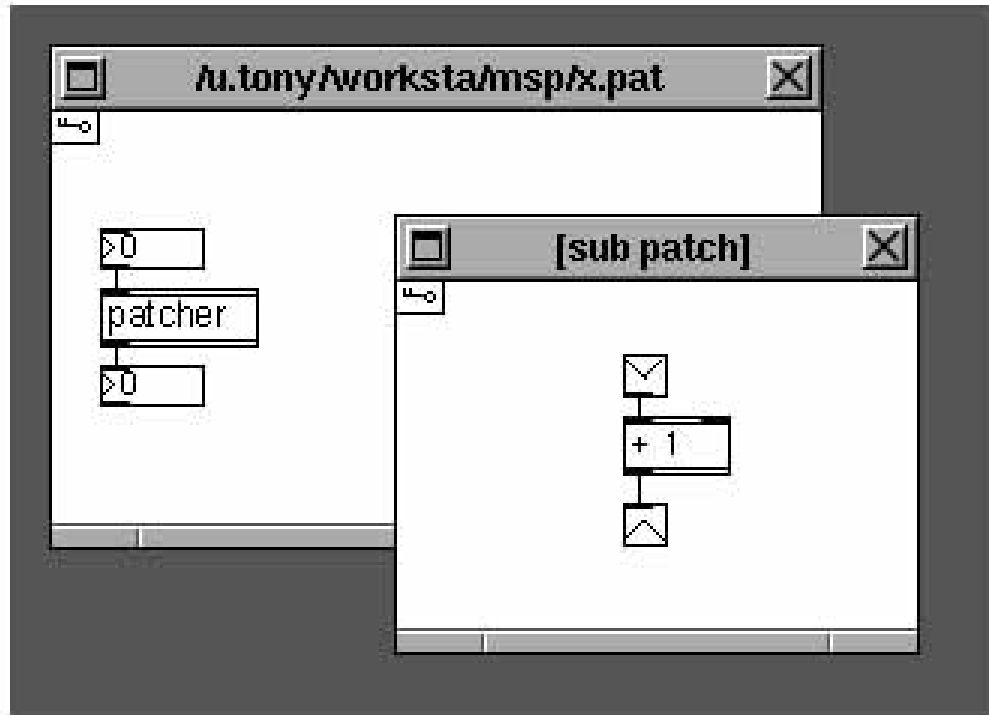 /u.tony/worksta/msp/x.pat
>0
patcher
>0
[sub patch]
+ 1